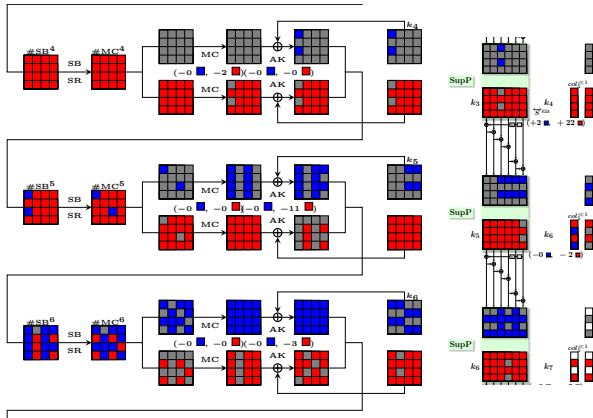 #SB⁴ SB SR #MC⁴ MC AK k₄
(−0 ■, −2 ■)(−0 ■, −0 ■)
MC AK
SupP
k₃ k₄
(+2 ■, +22 ■)
#SB⁵ SB SR #MC⁵ MC AK k₅
(−0 ■, −0 ■)(−0 ■, −11 ■)
MC AK
SupP
k₅ k₆
(−0 ■, −2 ■)
#SB⁶ SB SR #MC⁶ MC AK k₆
(−0 ■, −0 ■)(−0 ■, −3 ■)
MC AK
SupP
k₆ k₇